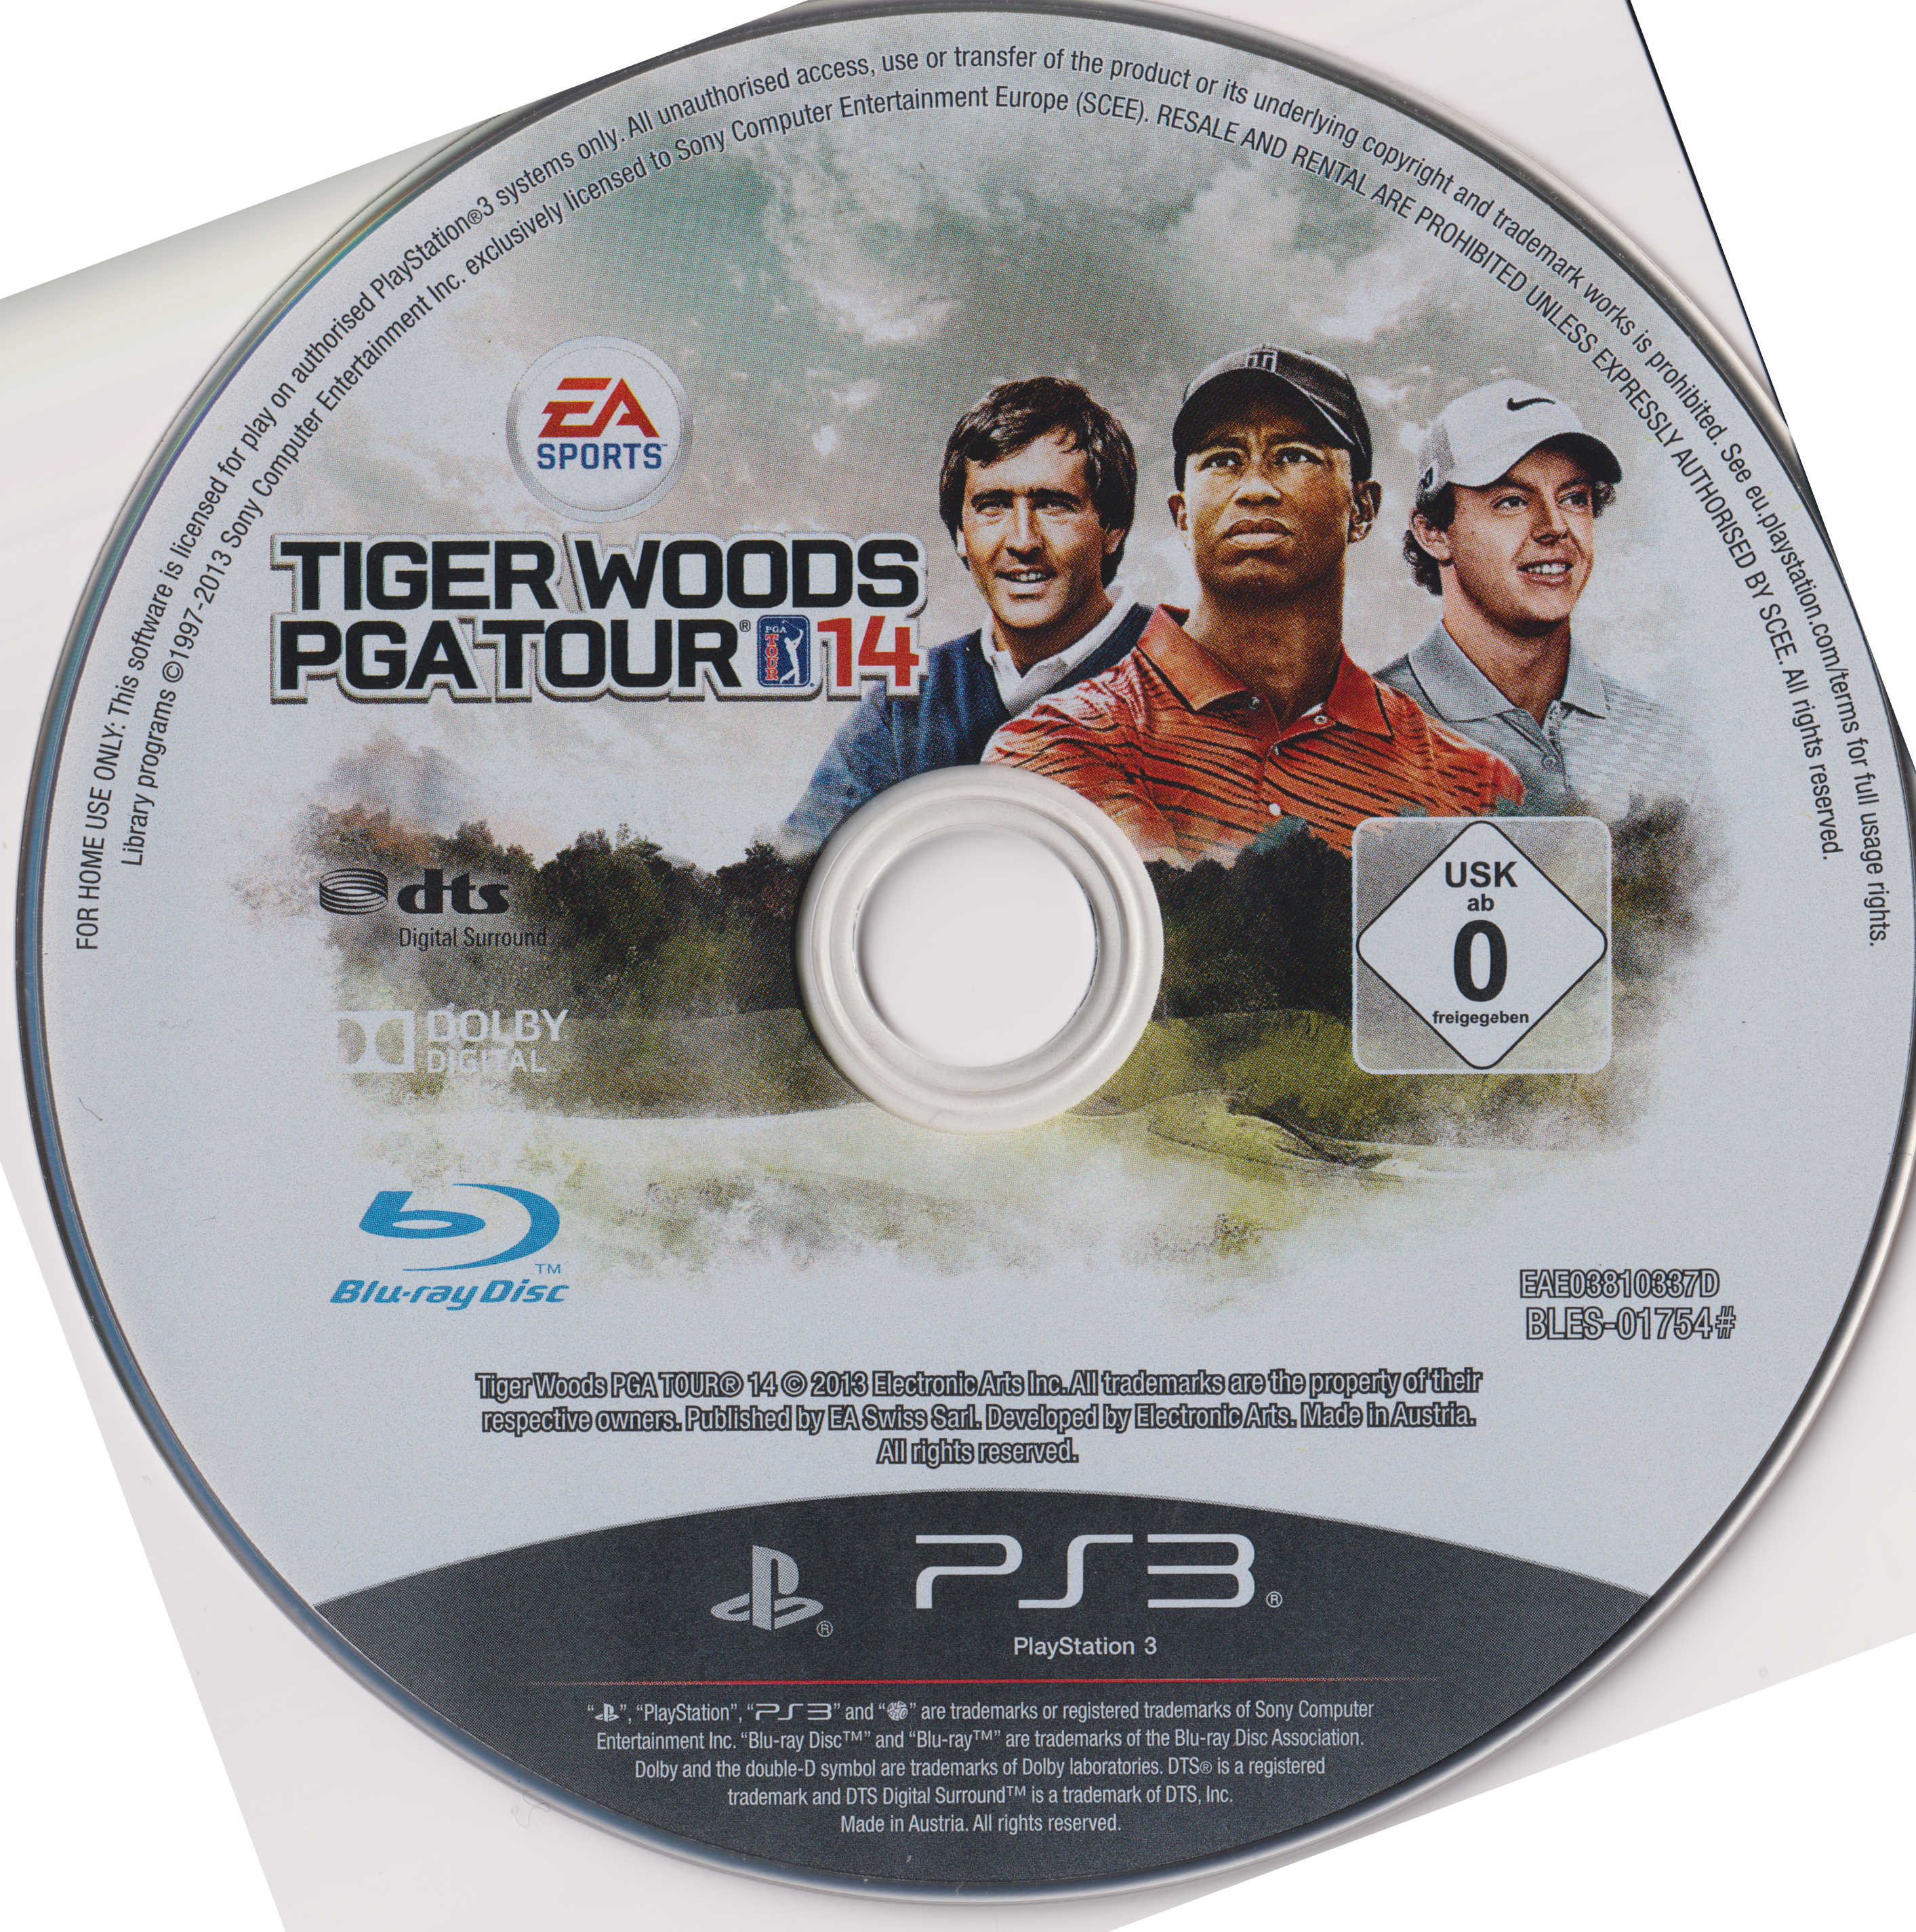 FOR HOME USE ONLY: This software is licensed for play on authorised PlayStation®3 systems only. All unauthorised access, use or transfer of the product or its underlying copyright and trademark works is prohibited. See eu.playstation.com/terms for full usage rights.
Library programs ©1997-2013 Sony Computer Entertainment Inc. exclusively licensed to Sony Computer Entertainment Europe (SCEE). RESALE AND RENTAL ARE PROHIBITED UNLESS EXPRESSLY AUTHORISED BY SCEE. All rights reserved.
EA
SPORTS™
TIGER WOODS
PGA TOUR® PGA TOUR 14
dts
Digital Surround
USK
ab
0
freigegeben
DOLBY
DIGITAL
Blu-ray Disc™
EAE03810337D
BLES-01754#
Tiger Woods PGA TOUR® 14 © 2013 Electronic Arts Inc. All trademarks are the property of their
respective owners. Published by EA Swiss Sarl. Developed by Electronic Arts. Made in Austria.
All rights reserved.
PS3®
PlayStation 3
“ ”, “PlayStation”, “PS3” and “ ” are trademarks or registered trademarks of Sony Computer
Entertainment Inc. “Blu-ray Disc™” and “Blu-ray™” are trademarks of the Blu-ray Disc Association.
Dolby and the double-D symbol are trademarks of Dolby laboratories. DTS® is a registered
trademark and DTS Digital Surround™ is a trademark of DTS, Inc.
Made in Austria. All rights reserved.